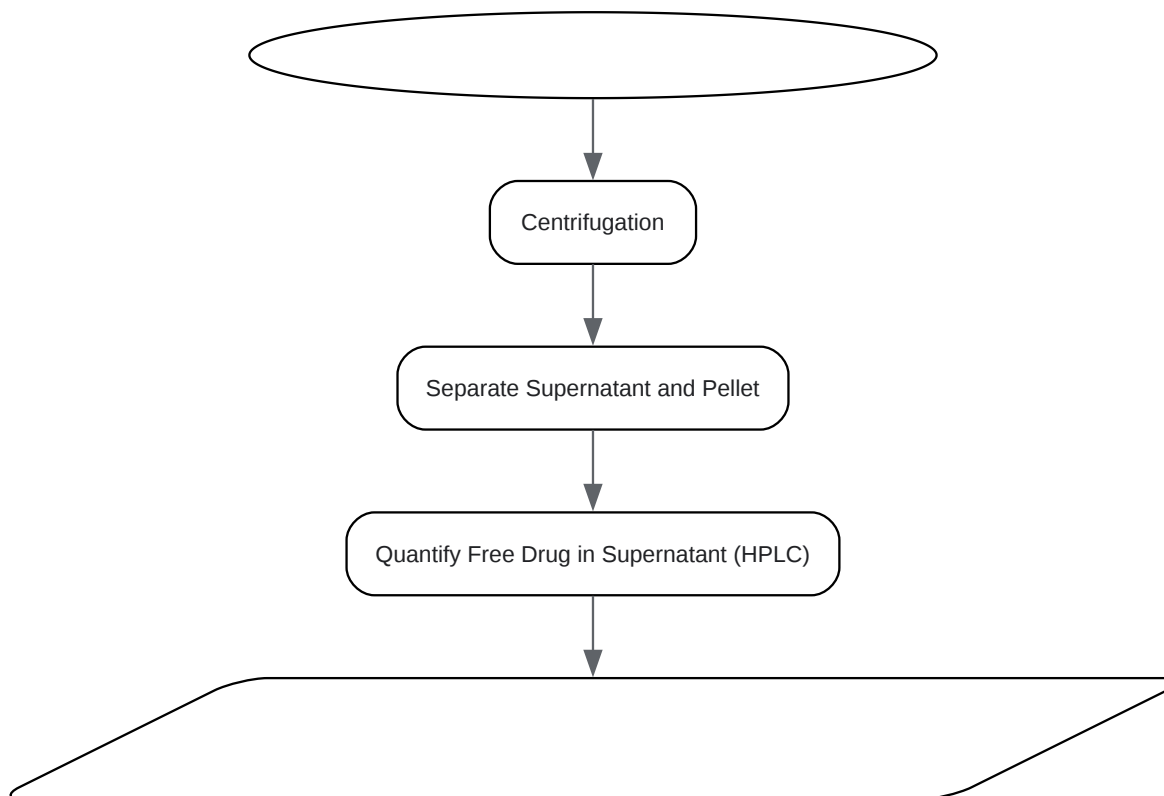 Centrifugation
Separate Supernatant and Pellet
Quantify Free Drug in Supernatant (HPLC)